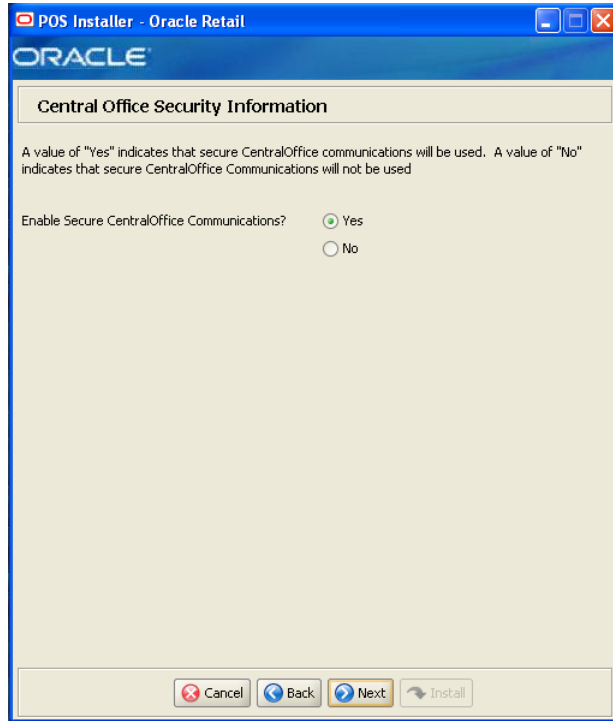 POS Installer - Oracle Retail
ORACLE
Central Office Security Information
A value of "Yes" indicates that secure CentralOffice communications will be used. A value of "No"
indicates that secure CentralOffice Communications will not be used
Enable Secure CentralOffice Communications?
Yes
No
Cancel
Back
Next
Install